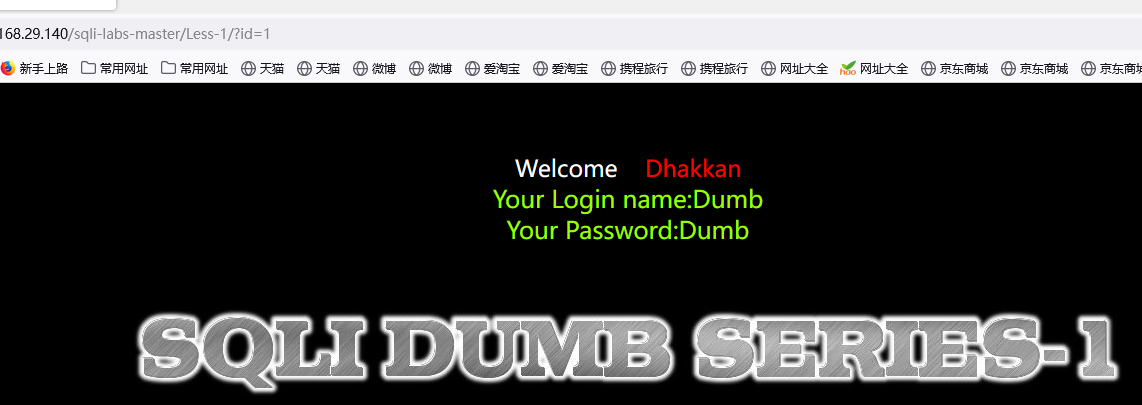 168.29.140/sqli-labs-master/Less-1/?id=1
新手上路 常用网址 常用网址 天猫 天猫 微博 微博 爱淘宝 爱淘宝 携程旅行 携程旅行 网址大全 hao 网址大全 京东商城 京东商城 京东商城
Welcome Dhakkan
Your Login name:Dumb
Your Password:Dumb
SQLI DUMB SERIES-1